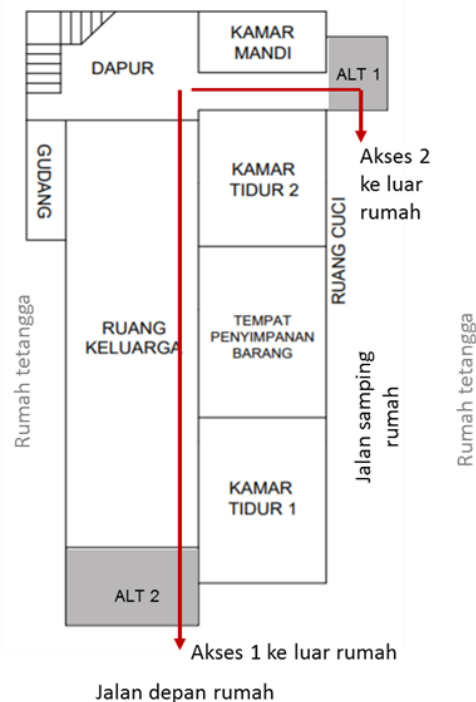 KAMAR
MANDI
DAPUR
ALT 1
GUDANG
KAMAR
TIDUR 2
Akses 2
ke luar
rumah
RUANG CUCI
Rumah tetangga
RUANG
KELUARGA
TEMPAT
PENYIMPANAN
BARANG
Jalan samping
rumah
Rumah tetangga
KAMAR
TIDUR 1
ALT 2
Akses 1 ke luar rumah
Jalan depan rumah